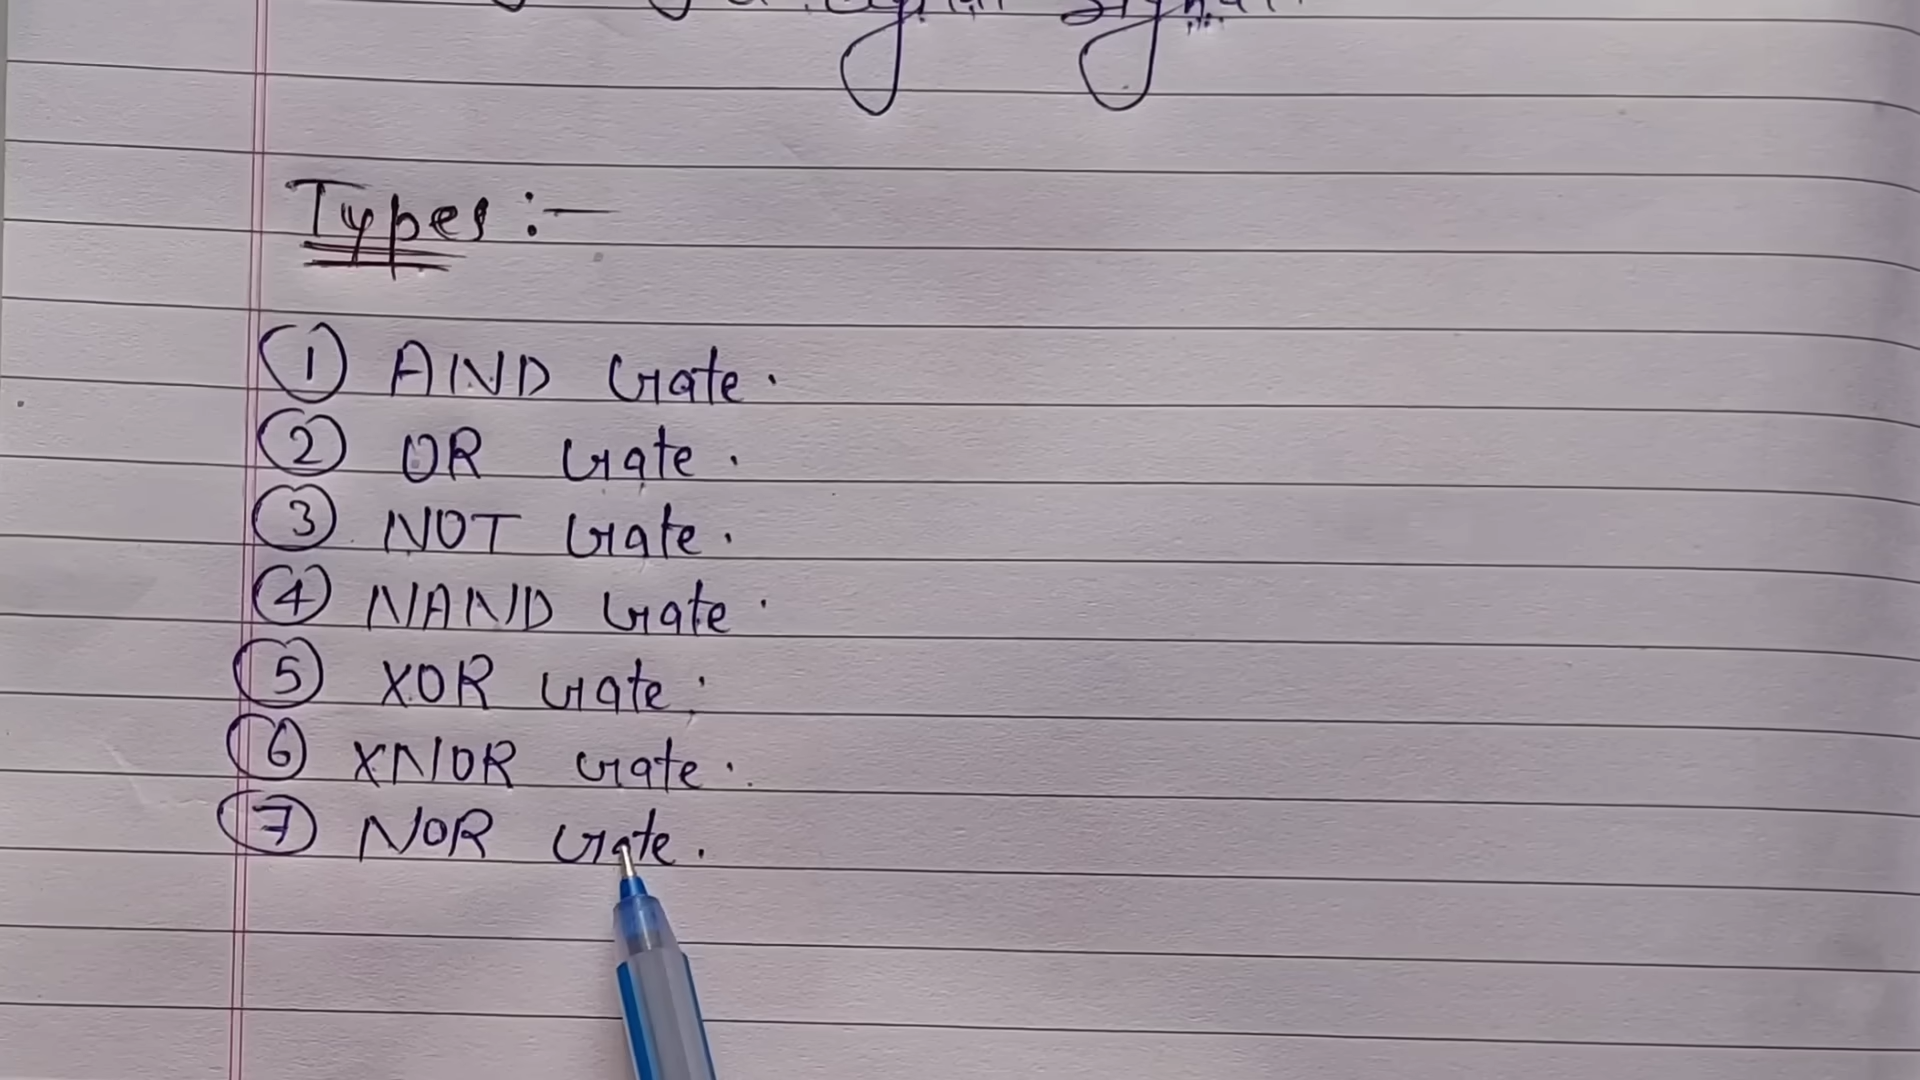 Types :-
① AND Gate.
② OR Gate.
③ NOT Gate.
④ NAND Gate.
⑤ XOR Gate.
⑥ XNOR Gate.
⑦ NOR Gate.